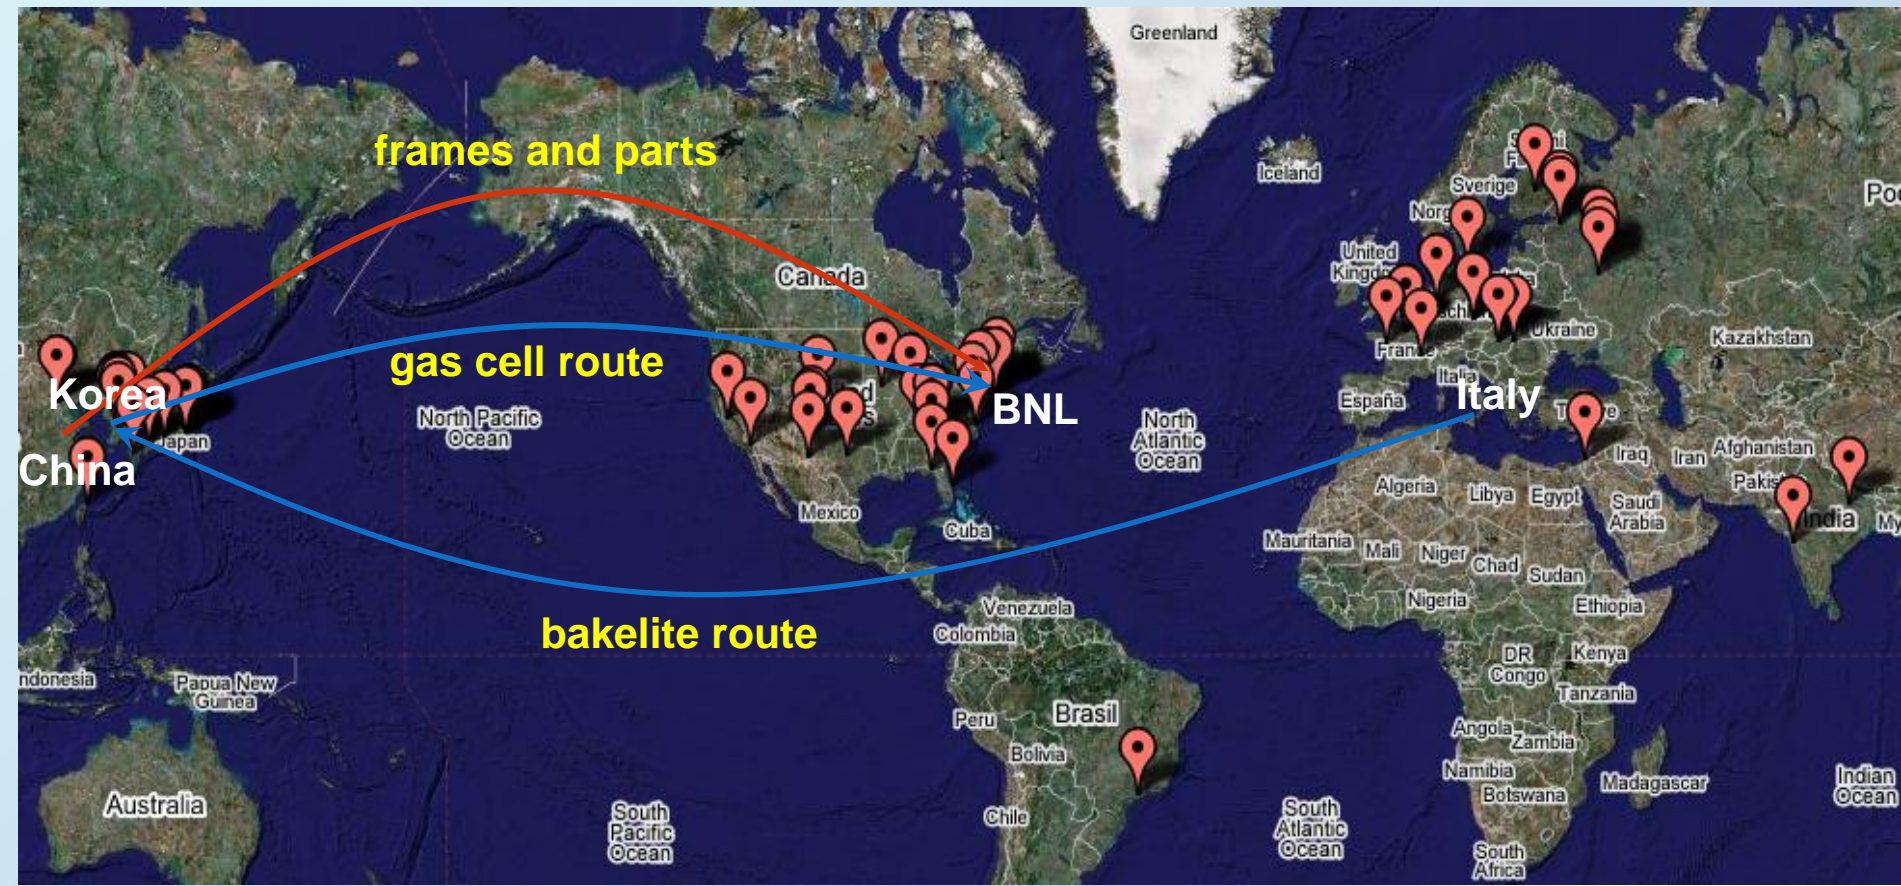 Greenland
frames and parts
Iceland
Sverige
Norg
United
Kingdo
Canada
Ukraine
Kazakhstan
France
gas cell route
Italia
Italy
España
Korea
BNL
North Pacific
Ocean
Japan
North
Atlantic
Ocean
China
Iraq
Iran
Afghanistan
Pakis
Algeria
Libya
Egypt
Saudi
Arabia
India
My
Mexico
Cuba
Mauritania
Mali
Niger
Chad
Sudan
Nigeria
Ethiopia
Venezuela
Colombia
bakelite route
DR
Congo
Kenya
Tanzania
ndonesia
Papua New
Guinea
Peru
Brasil
Bolivia
Angola
Zambia
Namibia
Botswana
Madagascar
Indian
Ocean
Australia
South
Pacific
Ocean
Chile
South
Atlantic
Ocean
South
Africa